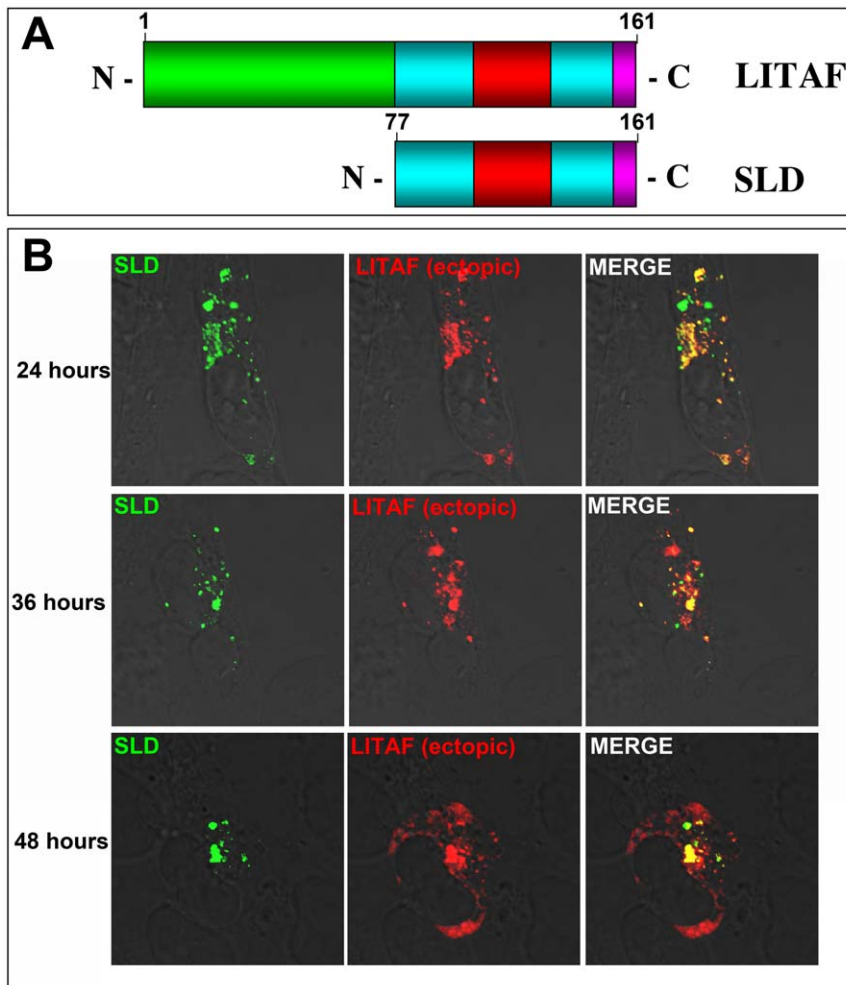 A
1 161
N - - C LITAF
77 161
N - - C SLD
B
SLD LITAF (ectopic) MERGE
24 hours
SLD LITAF (ectopic) MERGE
36 hours
SLD LITAF (ectopic) MERGE
48 hours